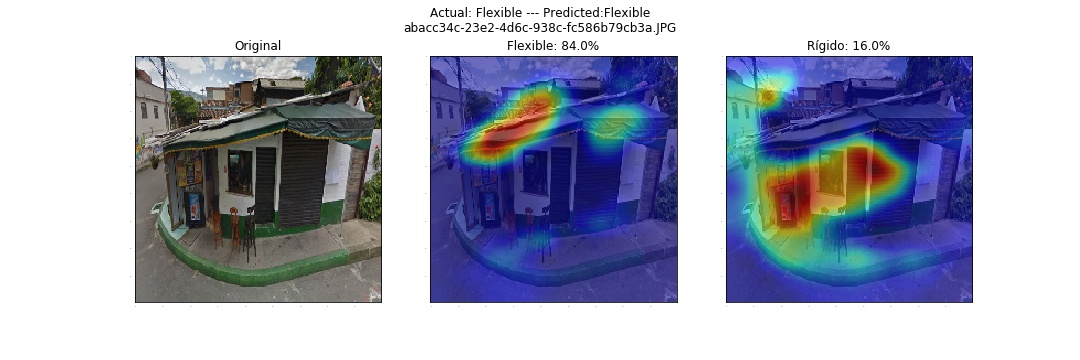 Actual: Flexible --- Predicted:Flexible
abacc34c-23e2-4d6c-938c-fc586b79cb3a.JPG
Original
Flexible: 84.0%
Rígido: 16.0%